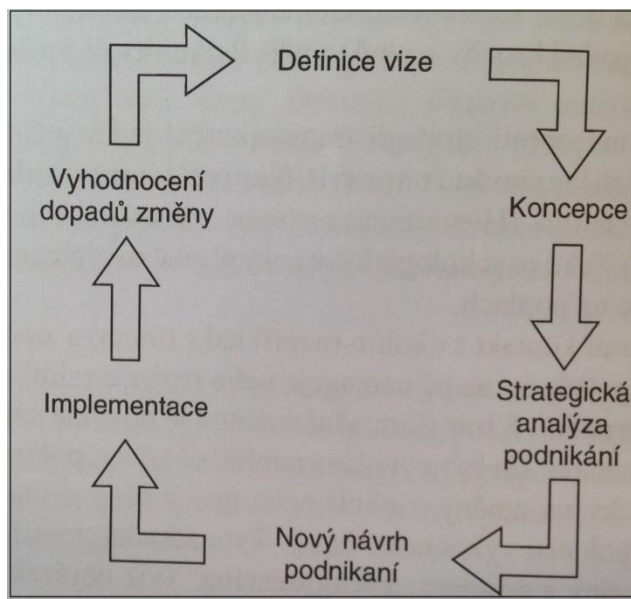 Definice vize
Koncepce
Strategická
analýza
podnikání
Nový návrh
podnikaní
Implementace
Vyhodnocení
dopadů změny